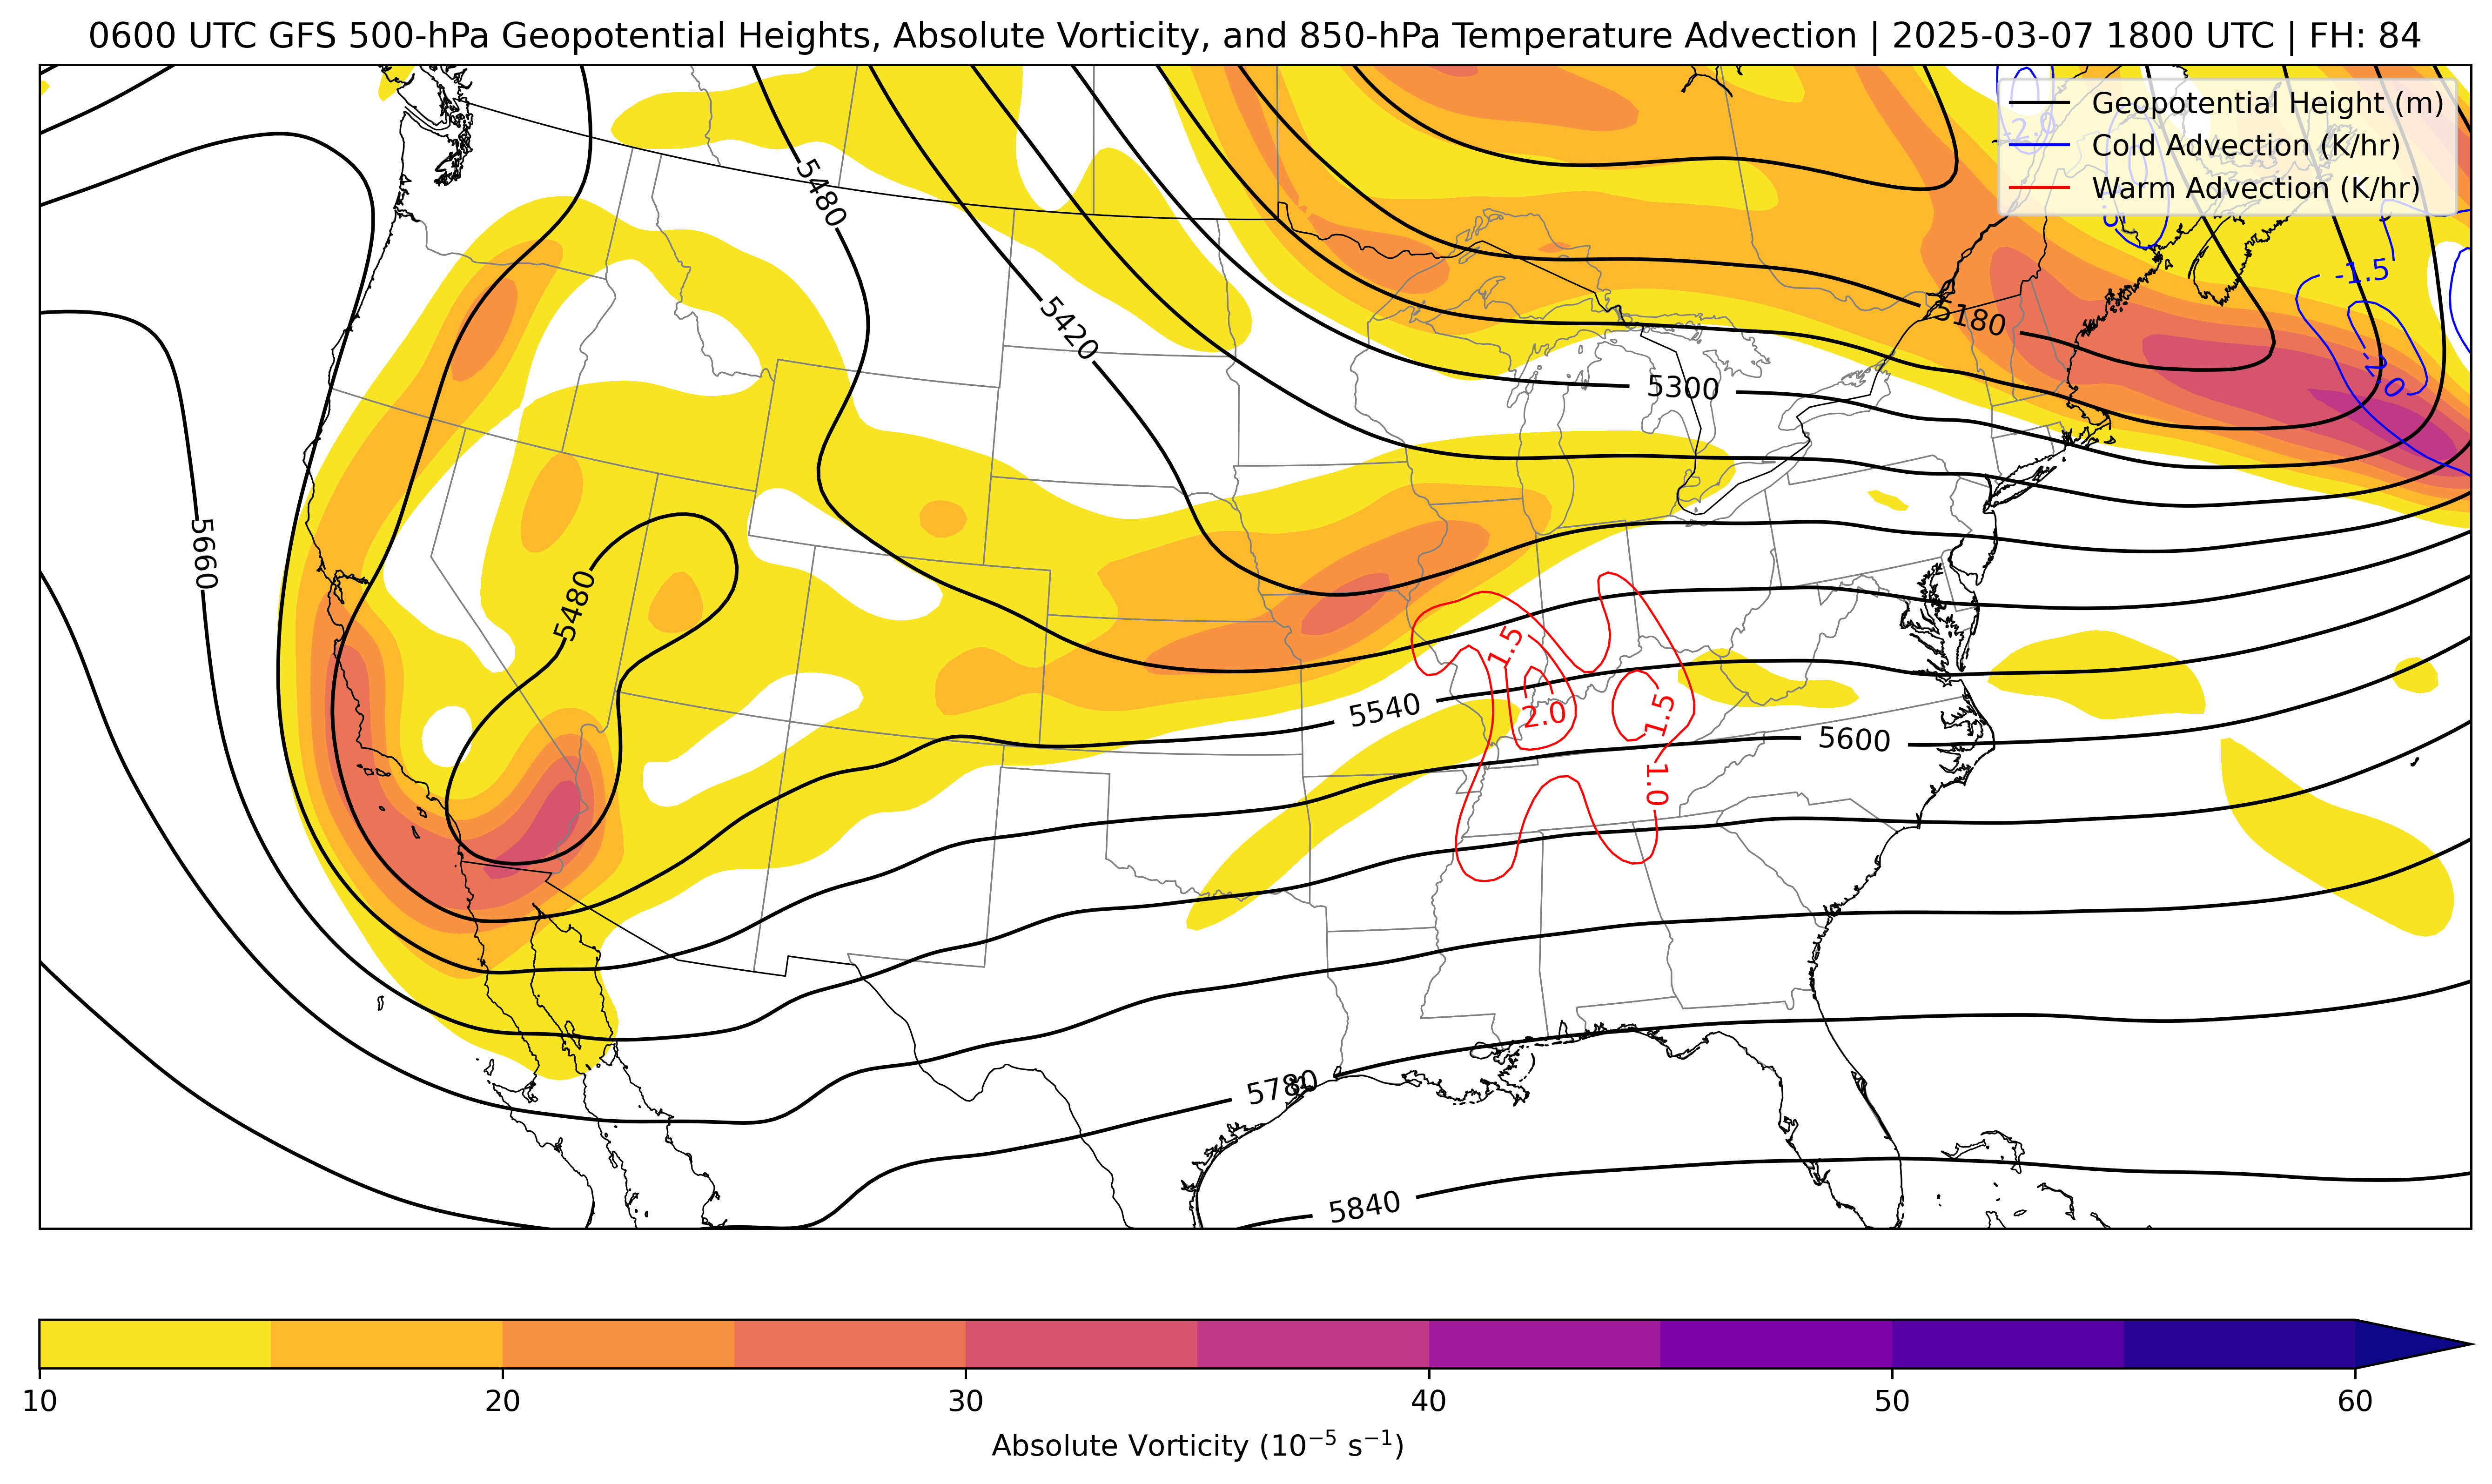 0600 UTC GFS 500-hPa Geopotential Heights, Absolute Vorticity, and 850-hPa Temperature Advection | 2025-03-07 1800 UTC | FH: 84
Geopotential Height (m)
Cold Advection (K/hr)
Warm Advection (K/hr)
-2.0
5480
-1.5
5420
5180
-2.0
5300
5660
5480
1.5
2.0
1.5
5540
5600
1.0
5780
5840
10 20 30 40 50 60
Absolute Vorticity (10⁻⁵ s⁻¹)